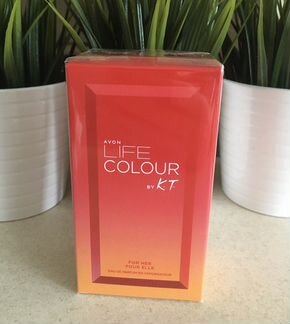 AVON
LIFE
COLOUR
BY KT
FOR HER
POUR ELLE
EAU DE PARFUM EN VAPORISATEUR